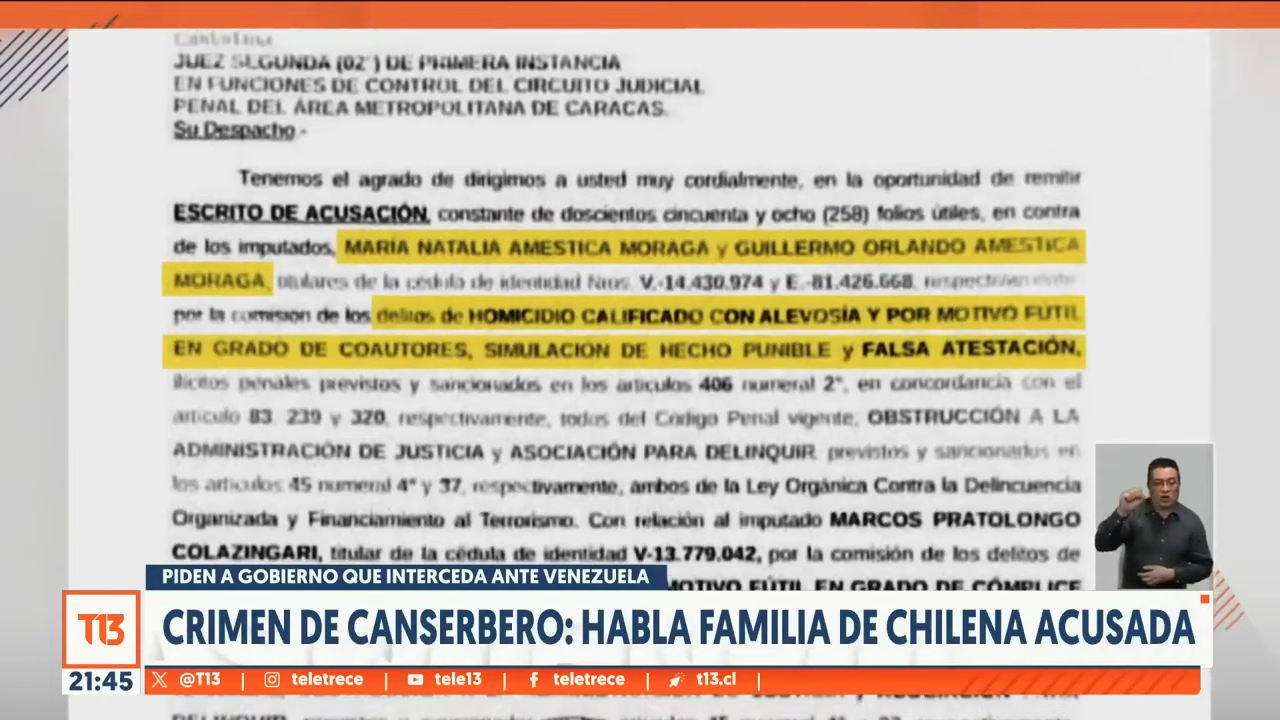 JUEZ SEGUNDA (02°) DE PRIMERA INSTANCIA
EN FUNCIONES DE CONTROL DEL CIRCUITO JUDICIAL
PENAL DEL ÁREA METROPOLITANA DE CARACAS.
Su Despacho.-
Tenemos el agrado de dirigimos a usted muy cordialmente, en la oportunidad de remitir
ESCRITO DE ACUSACIÓN, constante de doscientos cincuenta y ocho (258) folios útiles, en contra
de los imputados, MARÍA NATALIA AMESTICA MORAGA y GUILLERMO ORLANDO AMESTICA
MORAGA, titulares de la cédula de identidad Nros. V.-14.430.974 y E.-81.426.668, respectivamente
por la comisión de los delitos de HOMICIDIO CALIFICADO CON ALEVOSÍA Y POR MOTIVO FÚTIL
EN GRADO DE COAUTORES, SIMULACION DE HECHO PUNIBLE y FALSA ATESTACIÓN,
ilícitos penales previstos y sancionados en los artículos 406 numeral 2°, en concordancia con el
artículo 83, 239 y 320, respectivamente, todos del Código Penal vigente, OBSTRUCCIÓN A LA
ADMINISTRACIÓN DE JUSTICIA y ASOCIACIÓN PARA DELINQUIR previstos y sancionados en
los artículos 45 numeral 4° y 37, respectivamente, ambos de la Ley Orgánica Contra la Delincuencia
Organizada y Financiamiento al Terrorismo. Con relación al imputado MARCOS PRATOLONGO
COLAZINGARI, titular de la cédula de identidad V-13.779.042, por la comisión de los delitos de
MOTIVO FÚTIL EN GRADO DE CÓMPLICE
PIDEN A GOBIERNO QUE INTERCEDA ANTE VENEZUELA
T13
CRIMEN DE CANSERBERO: HABLA FAMILIA DE CHILENA ACUSADA
21:45 @T13 | teletrece | tele13 | teletrece | t13.cl |